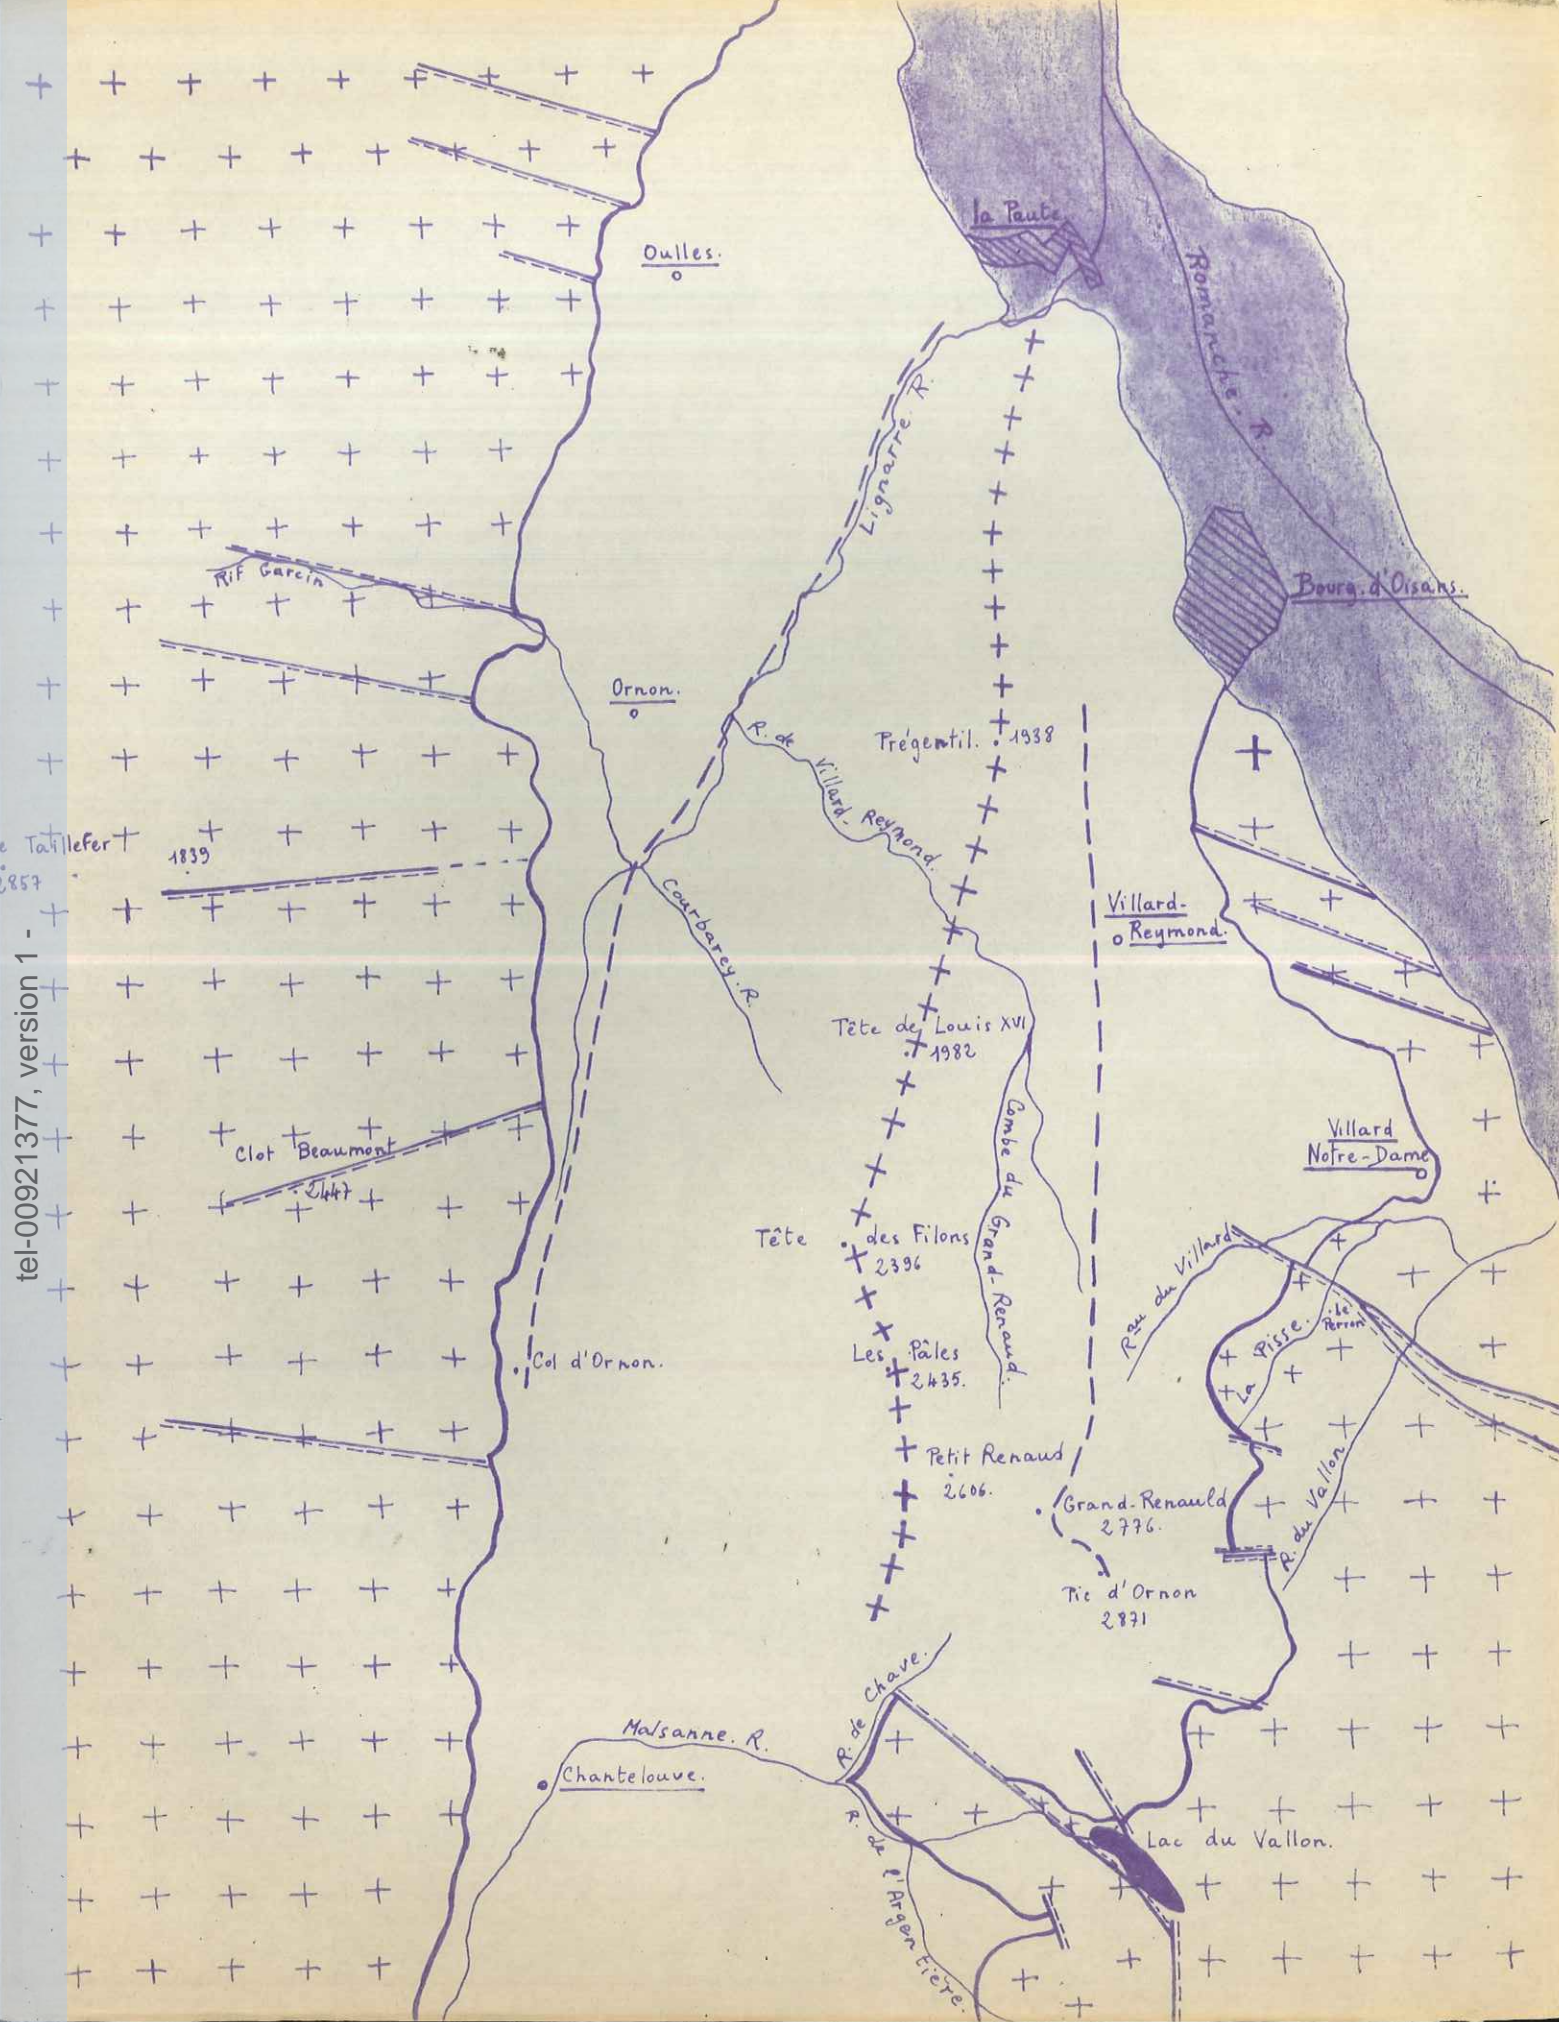 la Paute
Oulles.
Romanche. R.
Lignarre. R.
Rif Garcin
Bourg. d'Oisans.
Ornon.
R. de Villard. Reymond.
Prégentil. 1938
Taillefer
2857
1839
Villard-
Reymond.
Courbarey. R.
Tête de Louis XVI
1982
Combe du Grand-Renaud.
Clot Beaumont
2447
Villard
Notre-Dame
Tête des Filons
2396
Rau du Villard
La Pisse.
Le
Perron
Col d'Ornon.
Les Pâles
2435.
Petit Renaud
2606.
Grand-Renauld
2776.
R. du Vallon
Pic d'Ornon
2871
R. de Chave.
Malsanne. R.
Chantelouve.
R. de l'Argentière.
Lac du Vallon.
tel-00921377, version 1 -